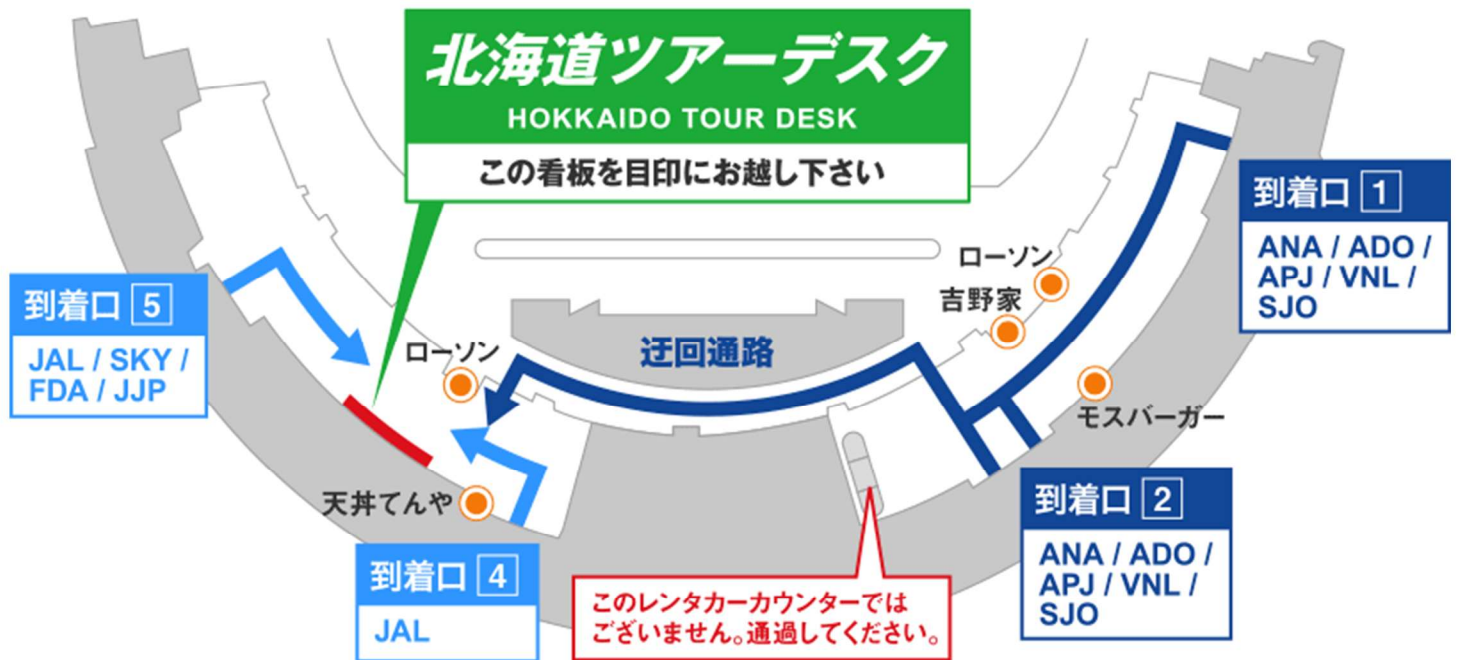 北海道ツアーデスク
HOKKAIDO TOUR DESK
この看板を目印にお越し下さい
到着口 1
ANA / ADO /
APJ / VNL /
SJO
ローソン
吉野家
到着口 5
JAL / SKY /
FDA / JJP
ローソン
迂回通路
モスバーガー
天丼てんや
到着口 2
ANA / ADO /
APJ / VNL /
SJO
到着口 4
JAL
このレンタカーカウンターでは
ございません。通過してください。